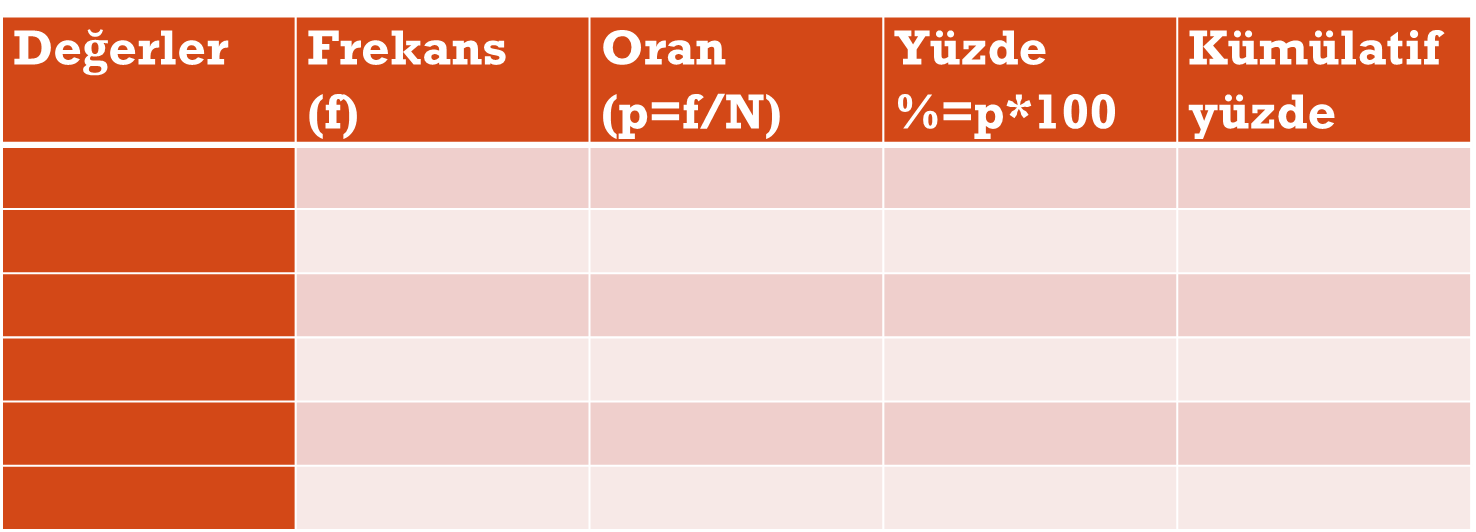 Değerler
Frekans
(f)
Oran
(p=f/N)
Yüzde
%=p*100
Kümülatif
yüzde